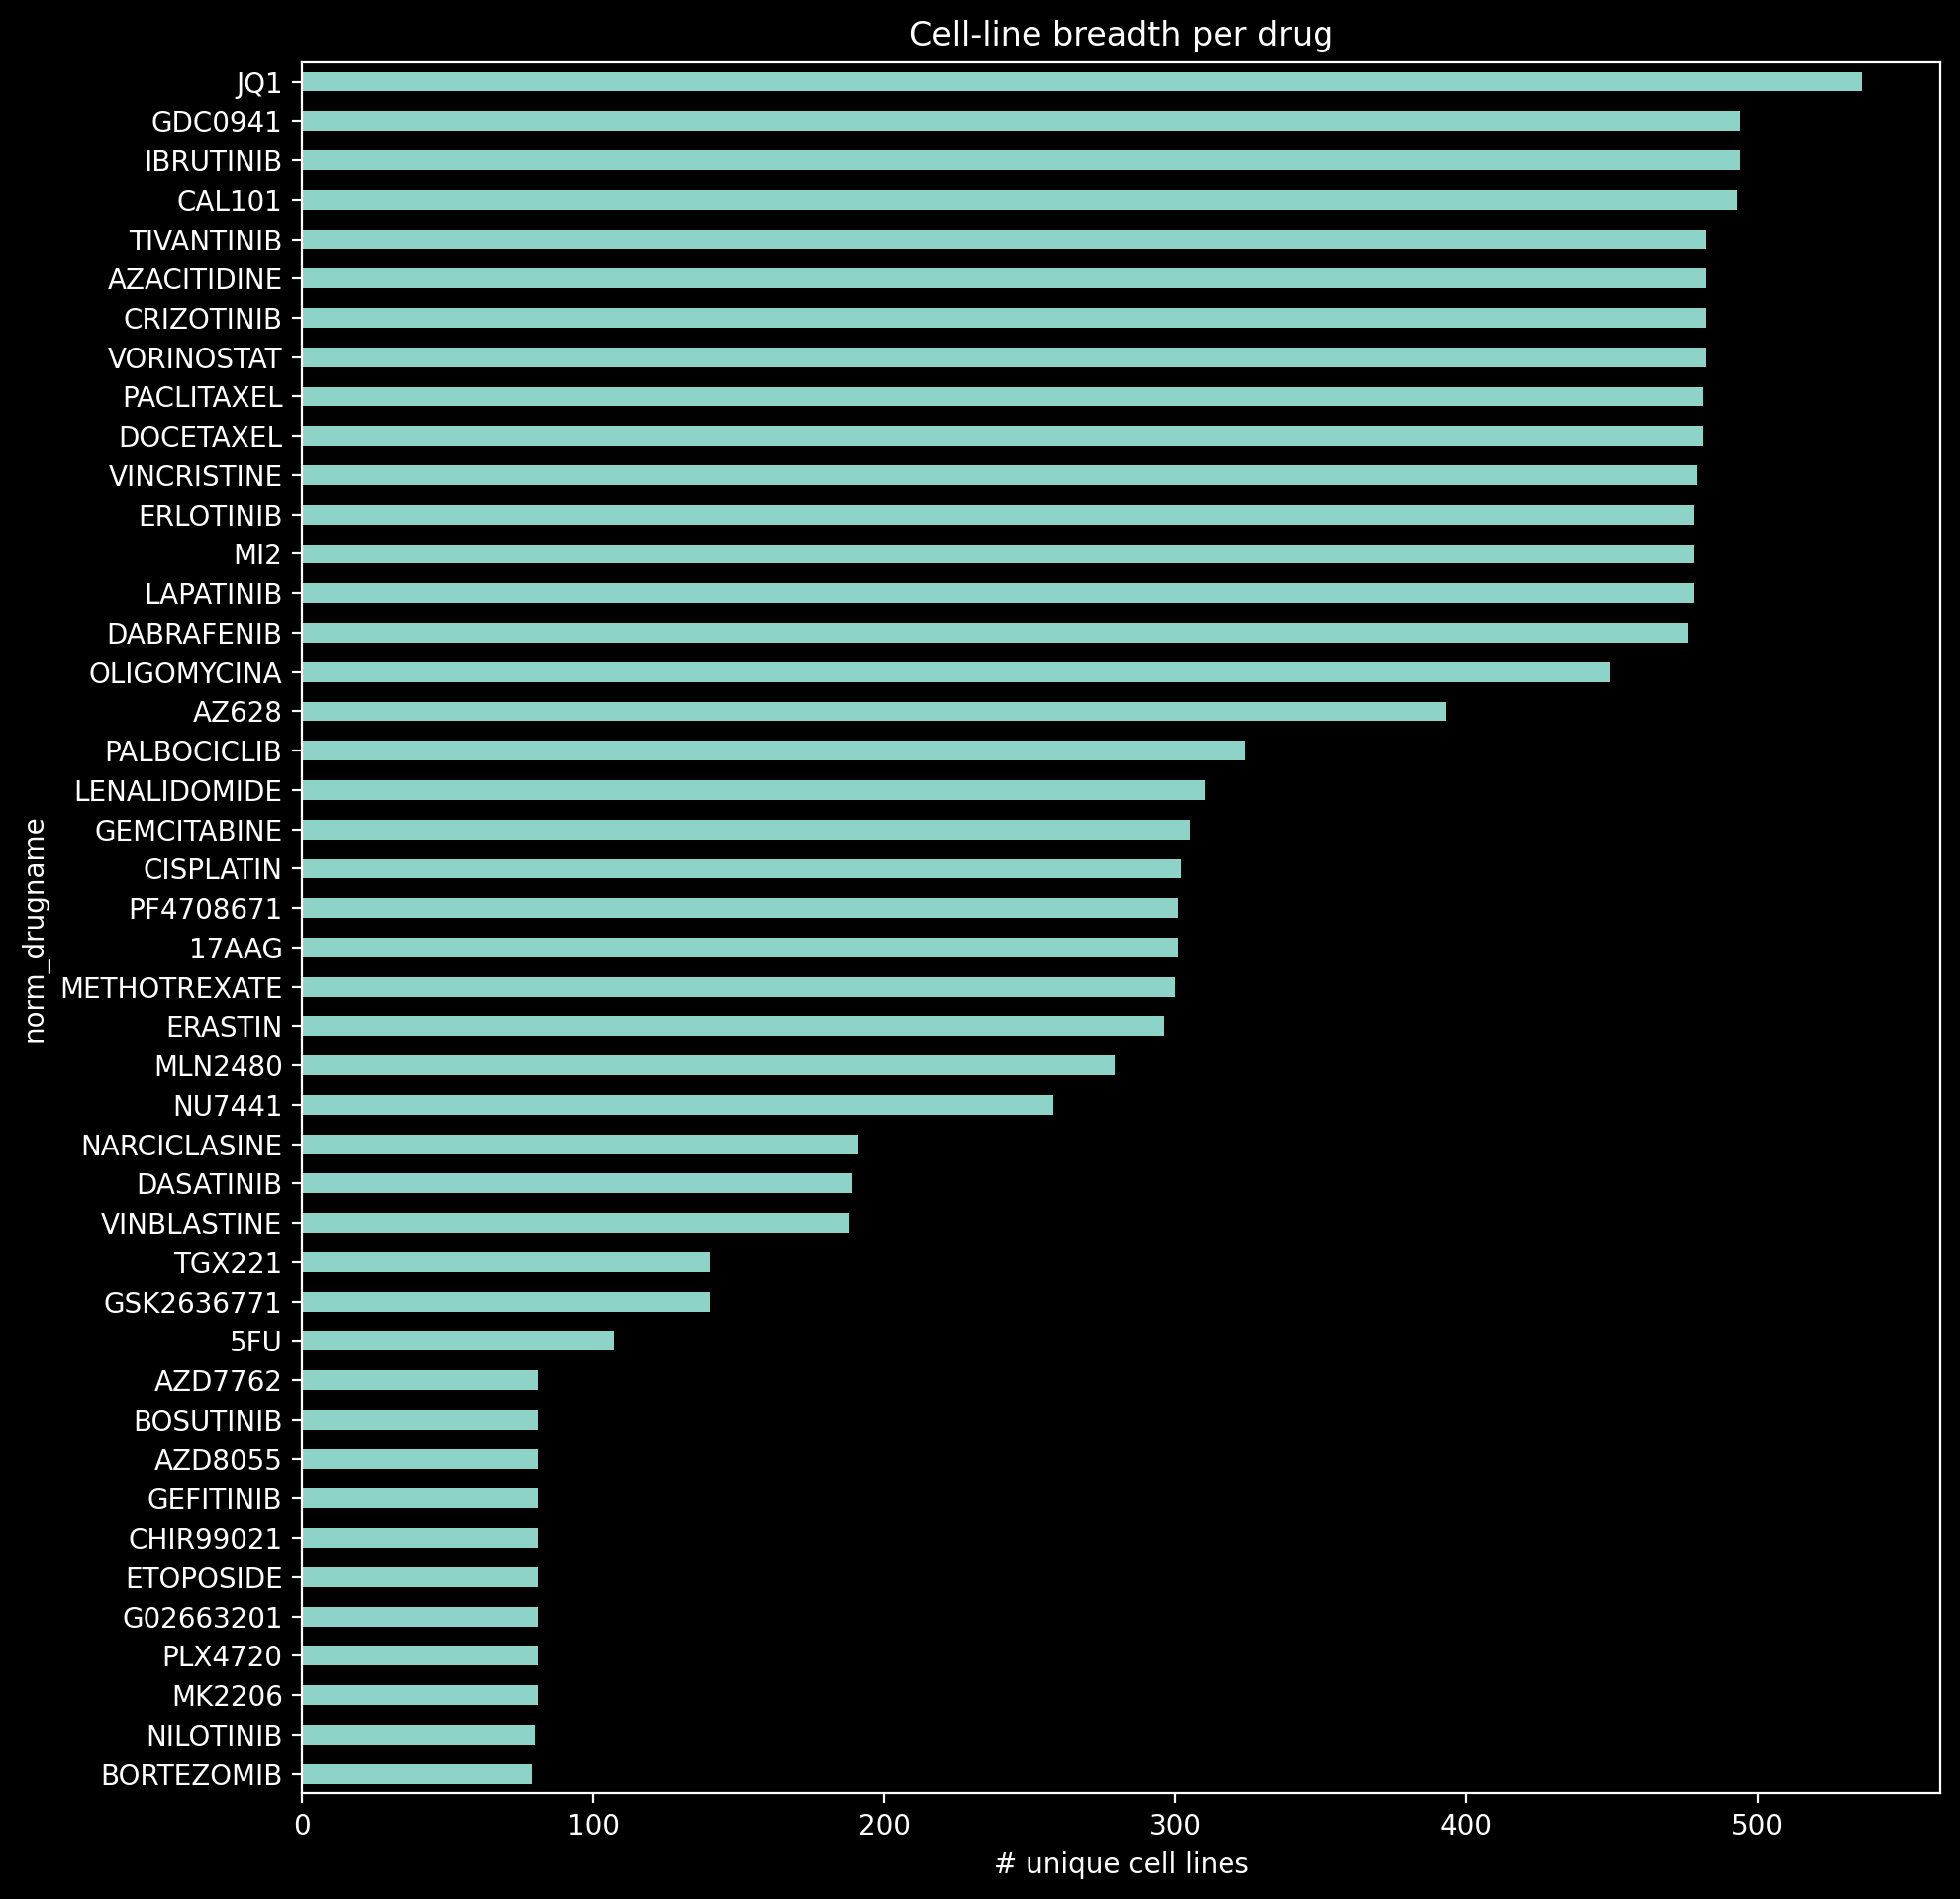 Cell-line breadth per drug
JQ1
GDC0941
IBRUTINIB
CAL101
TIVANTINIB
AZACITIDINE
CRIZOTINIB
VORINOSTAT
PACLITAXEL
DOCETAXEL
VINCRISTINE
ERLOTINIB
MI2
LAPATINIB
DABRAFENIB
OLIGOMYCINA
AZ628
PALBOCICLIB
LENALIDOMIDE
GEMCITABINE
CISPLATIN
PF4708671
17AAG
METHOTREXATE
ERASTIN
MLN2480
NU7441
NARCICLASINE
DASATINIB
VINBLASTINE
TGX221
GSK2636771
5FU
AZD7762
BOSUTINIB
AZD8055
GEFITINIB
CHIR99021
ETOPOSIDE
G02663201
PLX4720
MK2206
NILOTINIB
BORTEZOMIB
norm_drugname
0 100 200 300 400 500
# unique cell lines